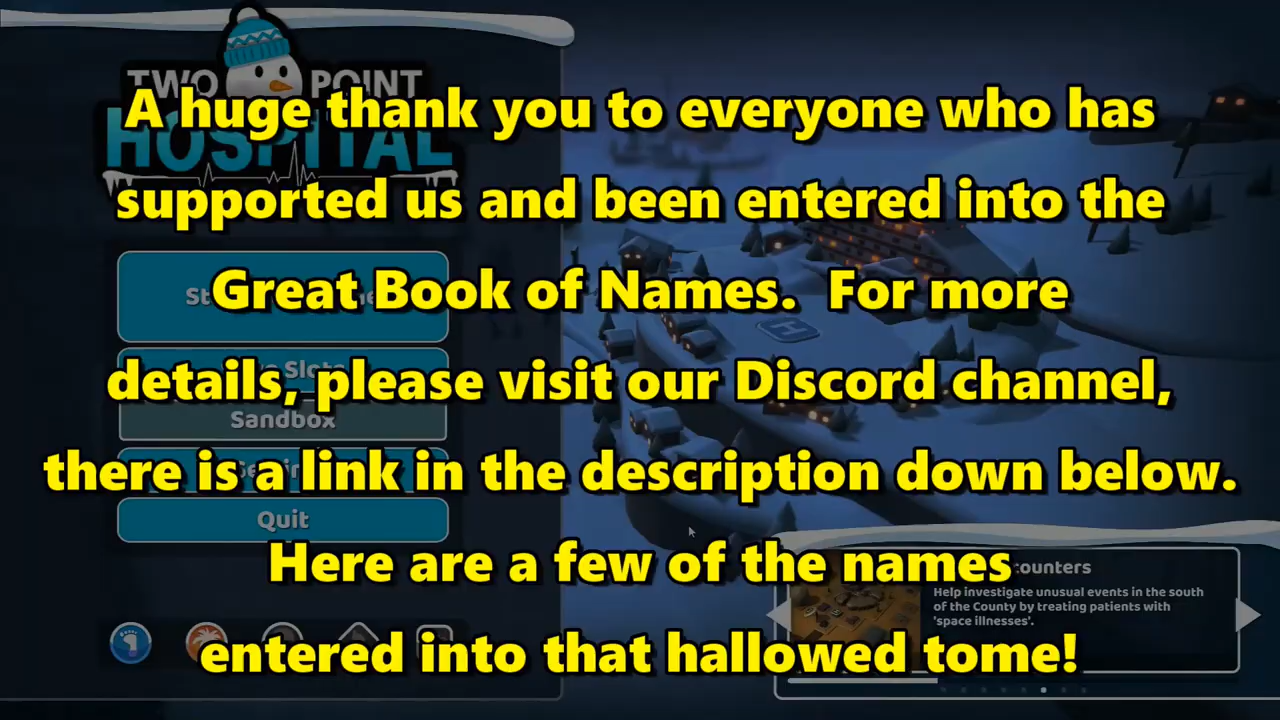 TWO POINT
HOSPITAL
A huge thank you to everyone who has
supported us and been entered into the
Great Book of Names.  For more
details, please visit our Discord channel,
there is a link in the description down below.
Here are a few of the names
entered into that hallowed tome!
Sandbox
Quit
Help investigate unusual events in the south
of the County by treating patients with
'space illnesses'.